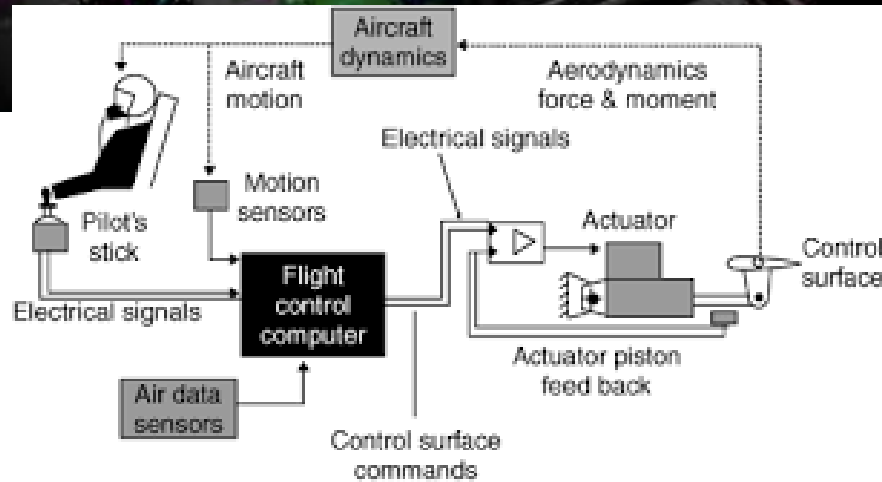 Aircraft
dynamics
Aircraft
motion
Aerodynamics
force & moment
Electrical signals
Motion
sensors
Pilot's
stick
Actuator
Control
surface
Flight
control
computer
Electrical signals
Actuator piston
feed back
Air data
sensors
Control surface
commands